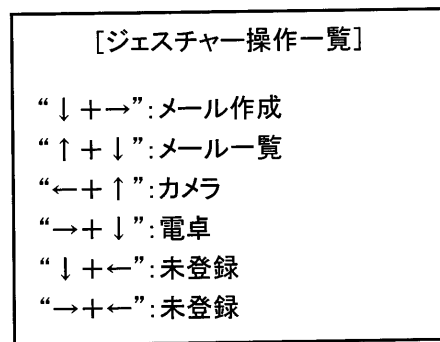 [ジェスチャー操作一覧]
“↓+→”:メール作成
“↑+↓”:メール一覧
“←+↑”:カメラ
“→+↓”:電卓
“↓+←”:未登録
“→+←”:未登録